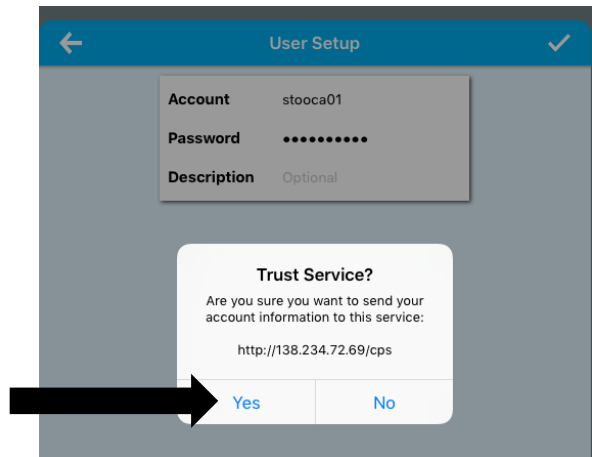 User Setup
Account stooca01
Password ••••••••••
Description Optional
Trust Service?
Are you sure you want to send your
account information to this service:
http://138.234.72.69/cps
Yes No